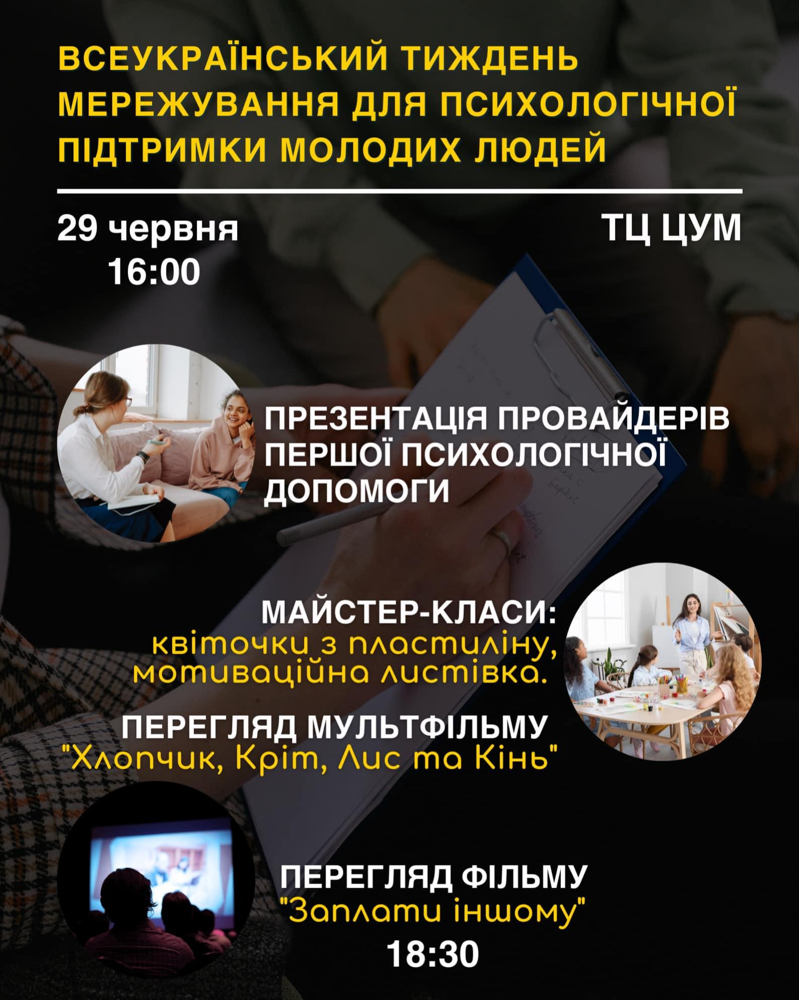 ВСЕУКРАЇНСЬКИЙ ТИЖДЕНЬ
МЕРЕЖУВАННЯ ДЛЯ ПСИХОЛОГІЧНОЇ
ПІДТРИМКИ МОЛОДИХ ЛЮДЕЙ
29 червня
16:00
ТЦ ЦУМ
ПРЕЗЕНТАЦІЯ ПРОВАЙДЕРІВ
ПЕРШОЇ ПСИХОЛОГІЧНОЇ
ДОПОМОГИ
МАЙСТЕР-КЛАСИ:
квіточки з пластиліну,
мотиваційна листівка.
ПЕРЕГЛЯД МУЛЬТФІЛЬМУ
"Хлопчик, Кріт, Лис та Кінь"
ПЕРЕГЛЯД ФІЛЬМУ
"Заплати іншому"
18:30